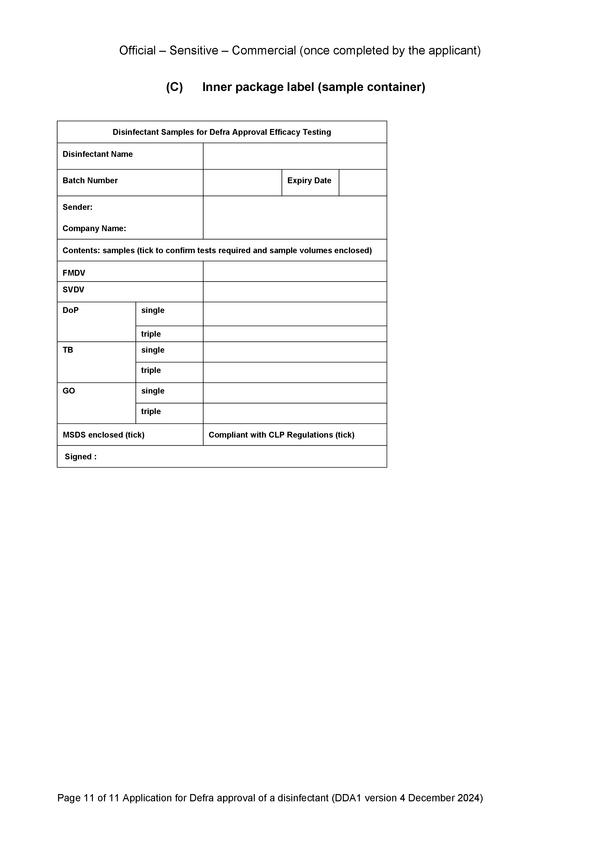 Official – Sensitive – Commercial (once completed by the applicant)
(C) Inner package label (sample container)
Disinfectant Samples for Defra Approval Efficacy Testing
Disinfectant Name
Batch Number Expiry Date
Sender:
Company Name:
Contents: samples (tick to confirm tests required and sample volumes enclosed)
FMDV
SVDV
DoP single
triple
TB single
triple
GO single
triple
MSDS enclosed (tick) Compliant with CLP Regulations (tick)
Signed :
Page 11 of 11 Application for Defra approval of a disinfectant (DDA1 version 4 December 2024)